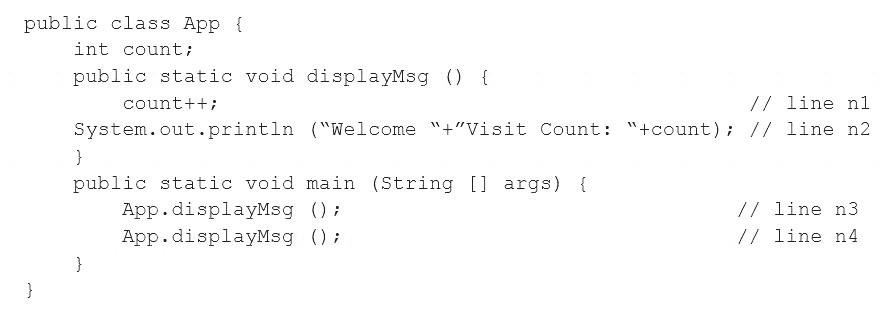 public class App {
    int count;
    public static void displayMsg () {
        count++; // line n1
    System.out.println (“Welcome “+”Visit Count: “+count); // line n2
    }
    public static void main (String [] args) {
        App.displayMsg (); // line n3
        App.displayMsg (); // line n4
    }
}